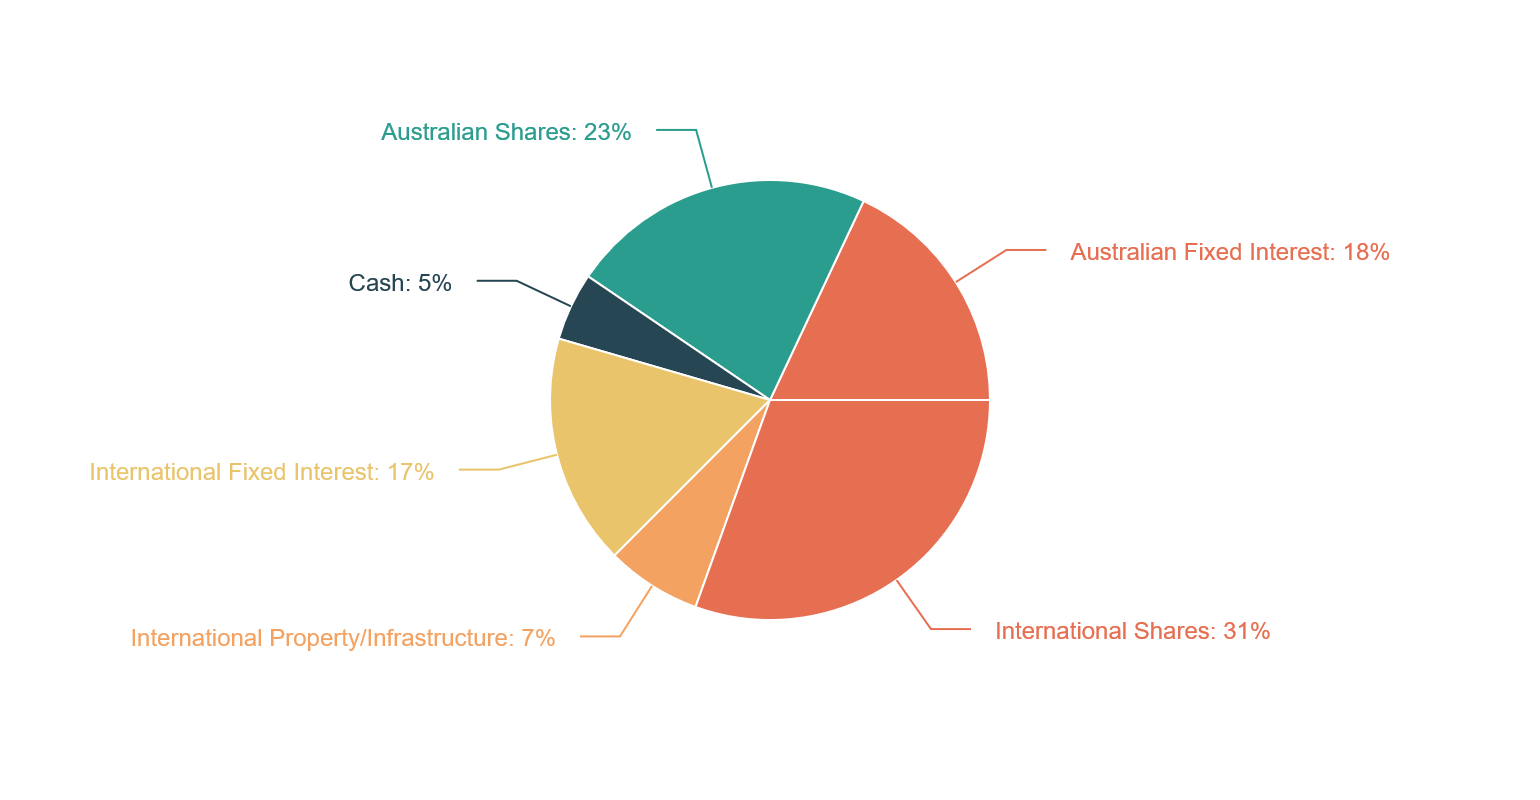 Australian Shares: 23%
Australian Fixed Interest: 18%
Cash: 5%
International Fixed Interest: 17%
International Shares: 31%
International Property/Infrastructure: 7%